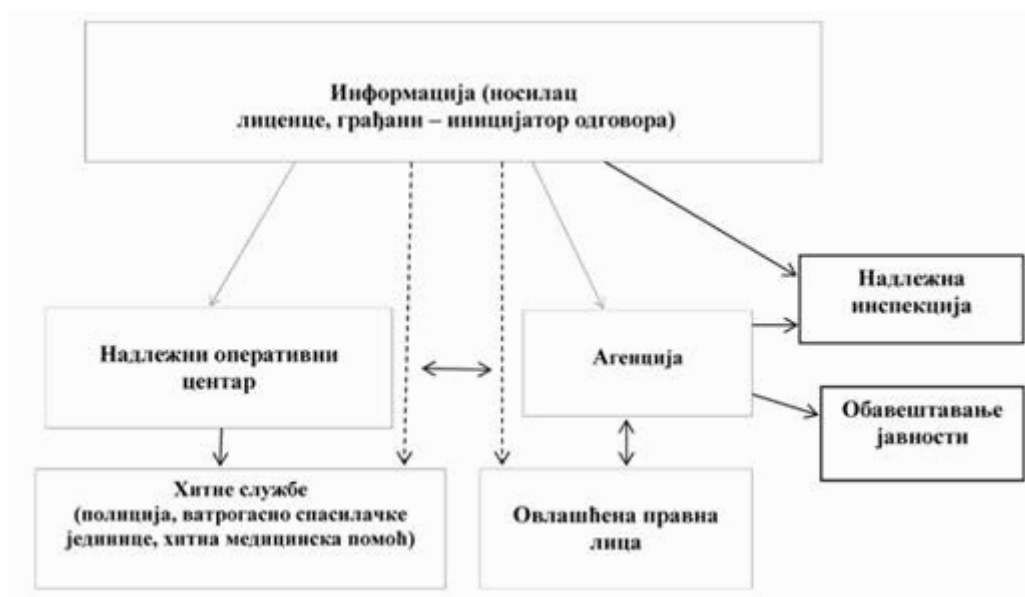 Информација (носилац
лиценце, грађани – иницијатор одговора)
Надлежна
инспекција
Надлежни оперативни
центар
Агенција
Обавештавање
јавности
Хитне службе
(полиција, ватрогасно спасилачке
јединице, хитна медицинска помоћ)
Овлашћена правна
лица